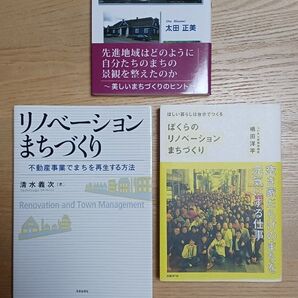 太田 正美
先進地域はどのように
自分たちのまちの
景観を整えたのか
～美しいまちづくりのヒント～
リノベーション
まちづくり
不動産事業でまちを再生する方法
清水義次［著］
Renovation and Town Management
ほしい暮らしは自分でつくる
ぼくらの
リノベーション
まちづくり
嶋田洋平